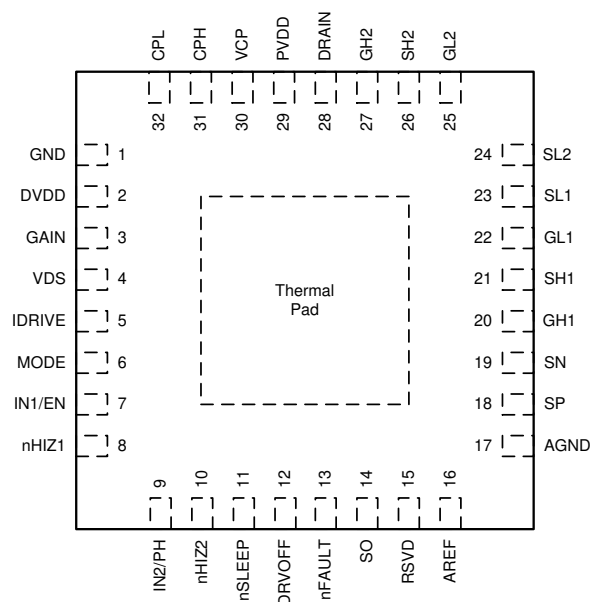 CPL
CPH
VCP
PVDD
DRAIN
GH2
SH2
GL2
32
31
30
29
28
27
26
25
GND 1
DVDD 2
GAIN 3
VDS 4
IDRIVE 5
MODE 6
IN1/EN 7
nHIZ1 8
Thermal
Pad
24 SL2
23 SL1
22 GL1
21 SH1
20 GH1
19 SN
18 SP
17 AGND
9
10
11
12
13
14
15
16
IN2/PH
nHIZ2
nSLEEP
DRVOFF
nFAULT
SO
RSVD
AREF